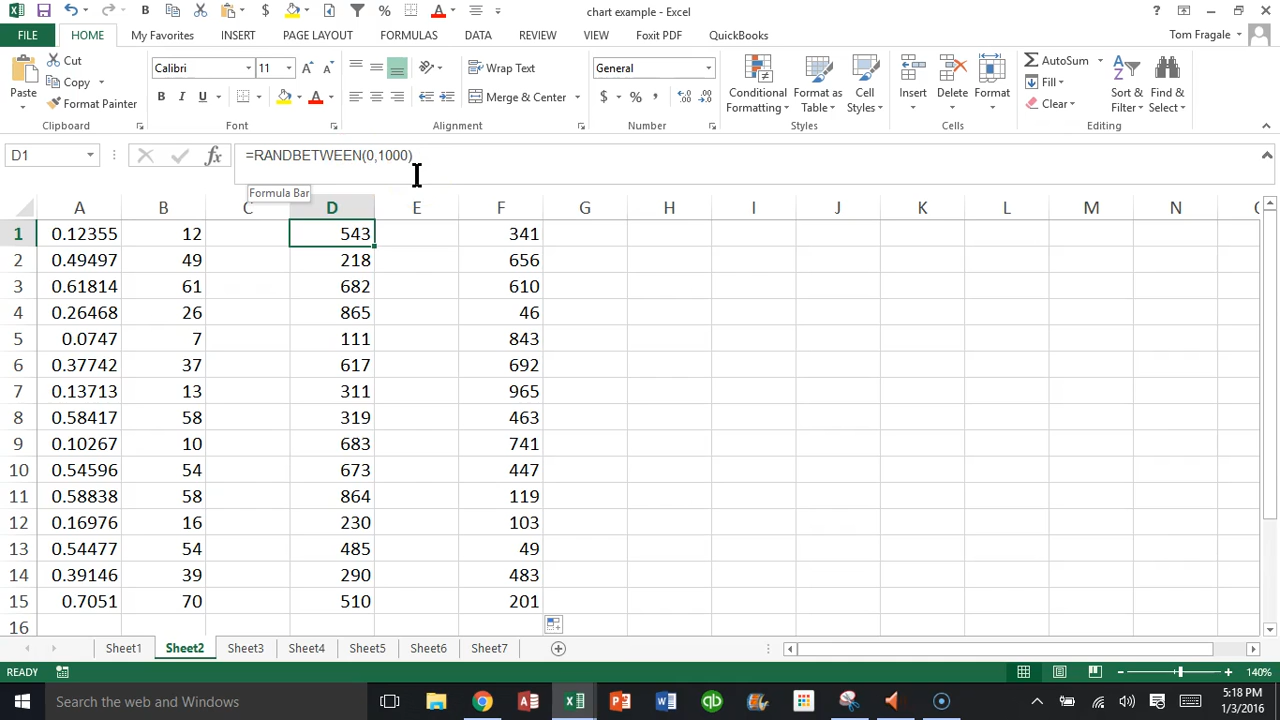 B $ % A
chart example - Excel
?
FILE HOME My Favorites INSERT PAGE LAYOUT FORMULAS DATA REVIEW VIEW Foxit PDF QuickBooks Tom Fragale
Paste Cut
Copy
Format Painter
Clipboard
Calibri 11 A A
B I U A
Font
Wrap Text
Merge & Center
Alignment
General
$ % , .0 .00 .00 .0
Number
Conditional Formatting
Format as Table
Cell Styles
Styles
Insert Delete Format
Cells
AutoSum
Fill
Clear
Sort & Filter
Find & Select
Editing
D1 fx =RANDBETWEEN(0,1000)
Formula Bar
A B C D E F G H I J K L M N
1 0.12355 12 543 341
2 0.49497 49 218 656
3 0.61814 61 682 610
4 0.26468 26 865 46
5 0.0747 7 111 843
6 0.37742 37 617 692
7 0.13713 13 311 965
8 0.58417 58 319 463
9 0.10267 10 683 741
10 0.54596 54 673 447
11 0.58838 58 864 119
12 0.16976 16 230 103
13 0.54477 54 485 49
14 0.39146 39 290 483
15 0.7051 70 510 201
16
Sheet1 Sheet2 Sheet3 Sheet4 Sheet5 Sheet6 Sheet7
READY 140%
Search the web and Windows
5:18 PM
1/3/2016